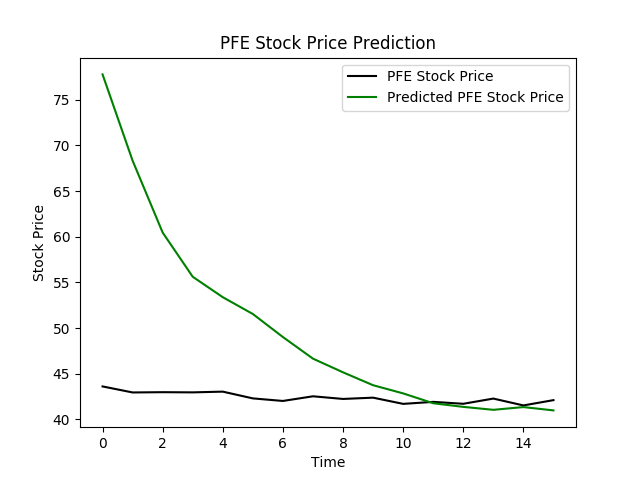 PFE Stock Price Prediction
PFE Stock Price
Predicted PFE Stock Price
Stock Price
75
70
65
60
55
50
45
40
0 2 4 6 8 10 12 14
Time